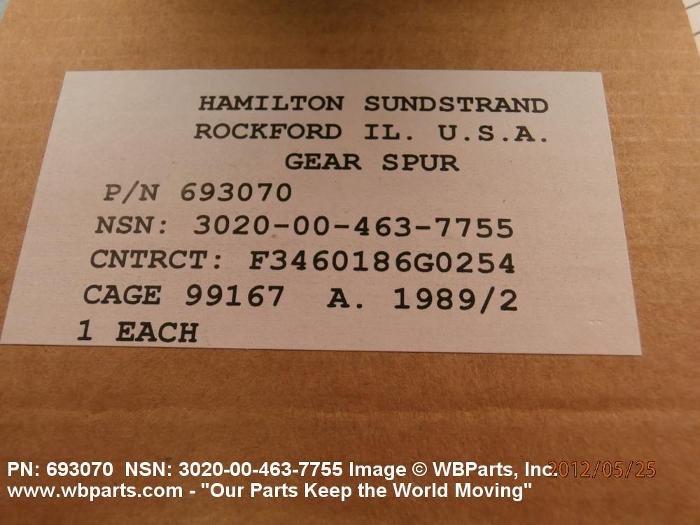 HAMILTON SUNDSTRAND
ROCKFORD IL. U.S.A.
GEAR SPUR
P/N 693070
NSN: 3020-00-463-7755
CNTRCT: F3460186G0254
CAGE 99167 A. 1989/2
1 EACH
PN: 693070 NSN: 3020-00-463-7755 Image © WBParts, Inc.
2012/05/25
www.wbparts.com - "Our Parts Keep the World Moving"